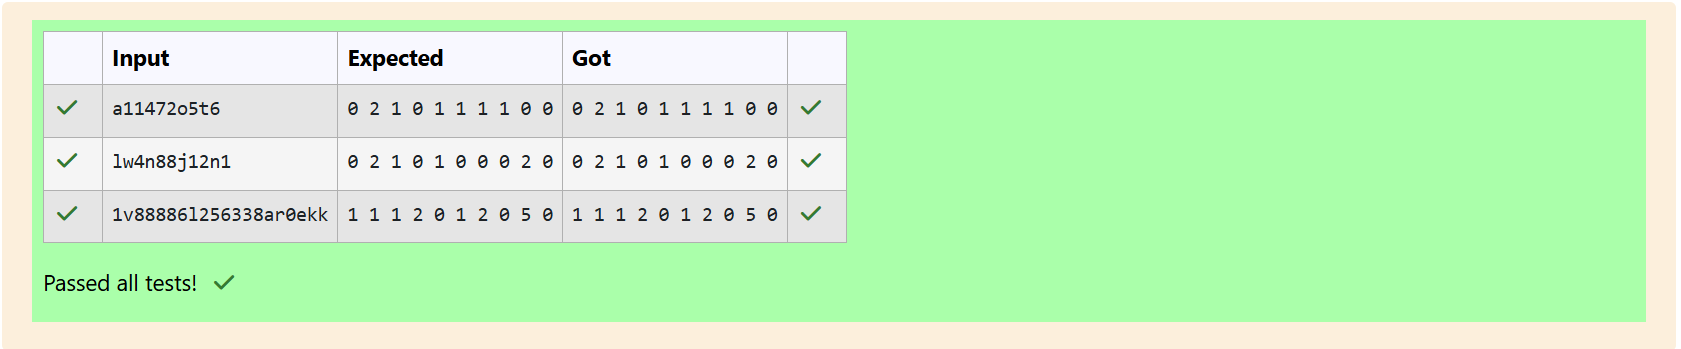 Input Expected Got
a11472o5t6 0 2 1 0 1 1 1 1 0 0 0 2 1 0 1 1 1 1 0 0
lw4n88j12n1 0 2 1 0 1 0 0 0 2 0 0 2 1 0 1 0 0 0 2 0
1v88886l256338ar0ekk 1 1 1 2 0 1 2 0 5 0 1 1 1 2 0 1 2 0 5 0
Passed all tests!